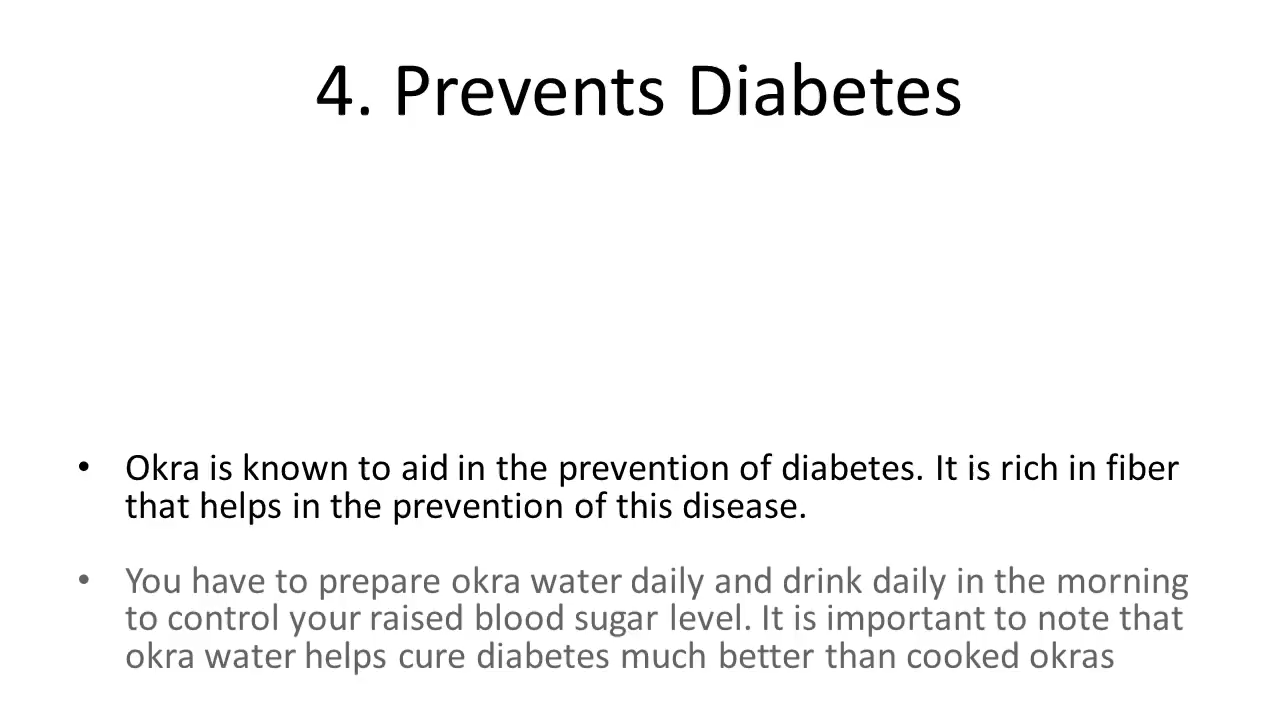 4. Prevents Diabetes
• Okra is known to aid in the prevention of diabetes. It is rich in fiber
that helps in the prevention of this disease.
• You have to prepare okra water daily and drink daily in the morning
to control your raised blood sugar level. It is important to note that
okra water helps cure diabetes much better than cooked okras